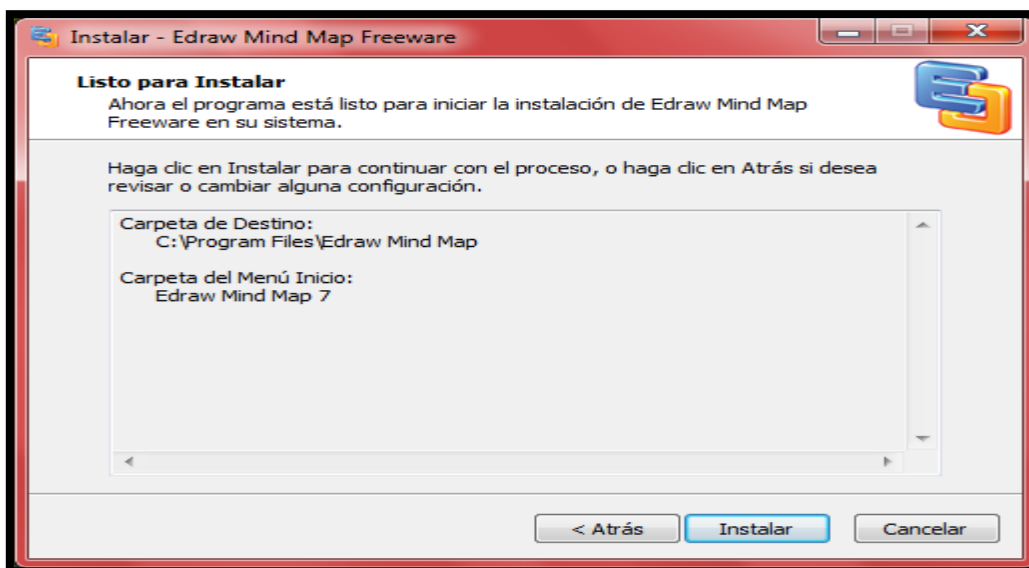 Instalar - Edraw Mind Map Freeware
Listo para Instalar
Ahora el programa está listo para iniciar la instalación de Edraw Mind Map
Freeware en su sistema.
Haga clic en Instalar para continuar con el proceso, o haga clic en Atrás si desea
revisar o cambiar alguna configuración.
Carpeta de Destino:
C:\Program Files\Edraw Mind Map
Carpeta del Menú Inicio:
Edraw Mind Map 7
< Atrás
Instalar
Cancelar